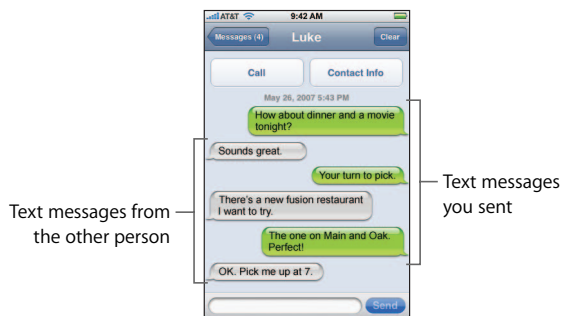 AT&T 9:42 AM
Messages (4) Luke Clear
Call Contact Info
May 26, 2007 5:43 PM
How about dinner and a movie
tonight?
Sounds great.
Your turn to pick.
There's a new fusion restaurant
I want to try.
The one on Main and Oak.
Perfect!
OK. Pick me up at 7.
Send
Text messages from
the other person
Text messages
you sent